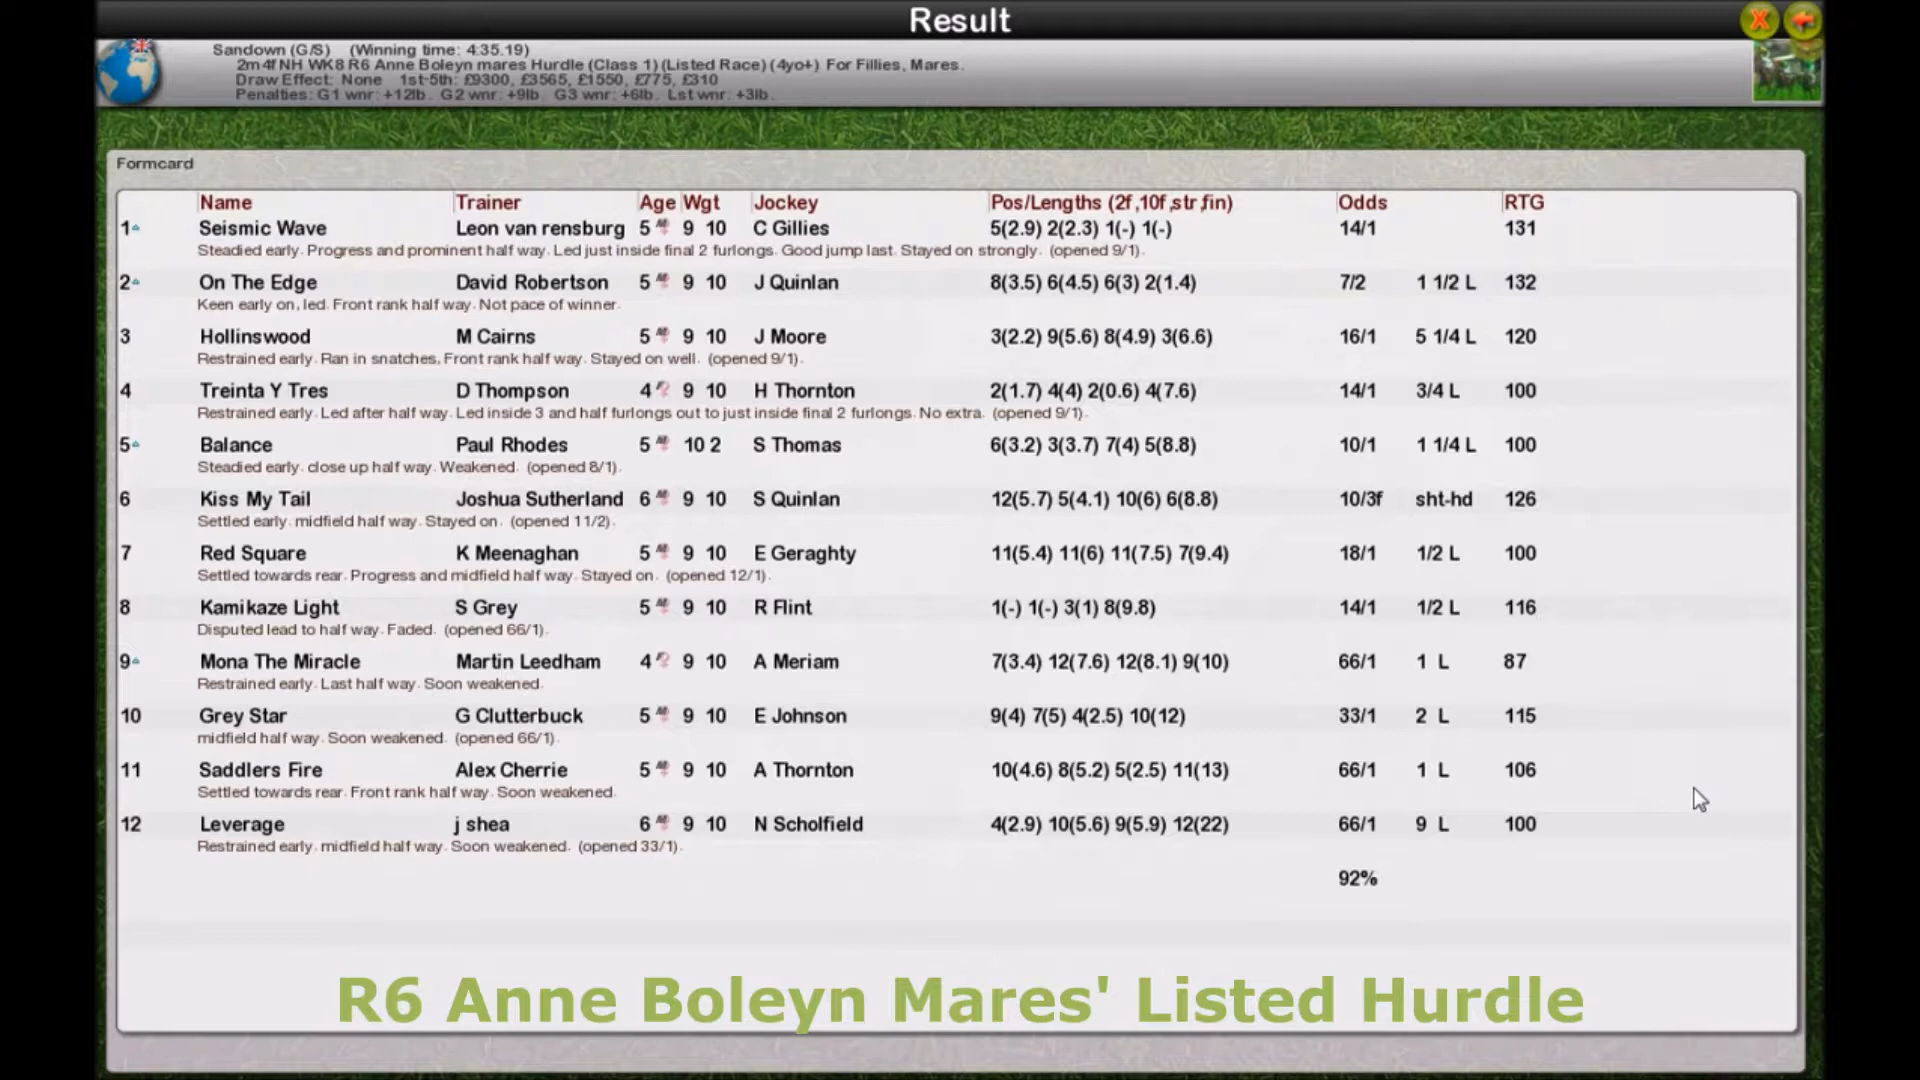 Result
Sandown (G/S) (Winning time: 4:35.19)
2m4f NH WK8 R6 Anne Boleyn mares Hurdle (Class 1) (Listed Race) (4yo+) For Fillies, Mares.
Draw Effect: None 1st-5th: £9300, £3565, £1550, £775, £310
Penalties: G1 wnr: +12lb. G2 wnr: +9lb. G3 wnr: +6lb. Lst wnr: +3lb.
Formcard
Name Trainer Age Wgt Jockey Pos/Lengths (2f,10f,str,fin) Odds RTG
1 Seismic Wave Leon van rensburg 5 9 10 C Gillies 5(2.9) 2(2.3) 1(-) 1(-) 14/1 131
Steadied early. Progress and prominent half way. Led just inside final 2 furlongs. Good jump last. Stayed on strongly. (opened 9/1).
2 On The Edge David Robertson 5 9 10 J Quinlan 8(3.5) 6(4.5) 6(3) 2(1.4) 7/2 1 1/2 L 132
Keen early on, led. Front rank half way. Not pace of winner.
3 Hollinswood M Cairns 5 9 10 J Moore 3(2.2) 9(5.6) 8(4.9) 3(6.6) 16/1 5 1/4 L 120
Restrained early. Ran in snatches, Front rank half way. Stayed on well. (opened 9/1).
4 Treinta Y Tres D Thompson 4 9 10 H Thornton 2(1.7) 4(4) 2(0.6) 4(7.6) 14/1 3/4 L 100
Restrained early. Led after half way. Led inside 3 and half furlongs out to just inside final 2 furlongs. No extra. (opened 9/1).
5 Balance Paul Rhodes 5 10 2 S Thomas 6(3.2) 3(3.7) 7(4) 5(8.8) 10/1 1 1/4 L 100
Steadied early. close up half way. Weakened. (opened 8/1).
6 Kiss My Tail Joshua Sutherland 6 9 10 S Quinlan 12(5.7) 5(4.1) 10(6) 6(8.8) 10/3f sht-hd 126
Settled early. midfield half way. Stayed on. (opened 11/2).
7 Red Square K Meenaghan 5 9 10 E Geraghty 11(5.4) 11(6) 11(7.5) 7(9.4) 18/1 1/2 L 100
Settled towards rear. Progress and midfield half way. Stayed on. (opened 12/1).
8 Kamikaze Light S Grey 5 9 10 R Flint 1(-) 1(-) 3(1) 8(9.8) 14/1 1/2 L 116
Disputed lead to half way. Faded. (opened 66/1).
9 Mona The Miracle Martin Leedham 4 9 10 A Meriam 7(3.4) 12(7.6) 12(8.1) 9(10) 66/1 1 L 87
Restrained early. Last half way. Soon weakened.
10 Grey Star G Clutterbuck 5 9 10 E Johnson 9(4) 7(5) 4(2.5) 10(12) 33/1 2 L 115
midfield half way. Soon weakened. (opened 66/1).
11 Saddlers Fire Alex Cherrie 5 9 10 A Thornton 10(4.6) 8(5.2) 5(2.5) 11(13) 66/1 1 L 106
Settled towards rear. Front rank half way. Soon weakened.
12 Leverage j shea 6 9 10 N Scholfield 4(2.9) 10(5.6) 9(5.9) 12(22) 66/1 9 L 100
Restrained early. midfield half way. Soon weakened. (opened 33/1).
92%
R6 Anne Boleyn Mares' Listed Hurdle